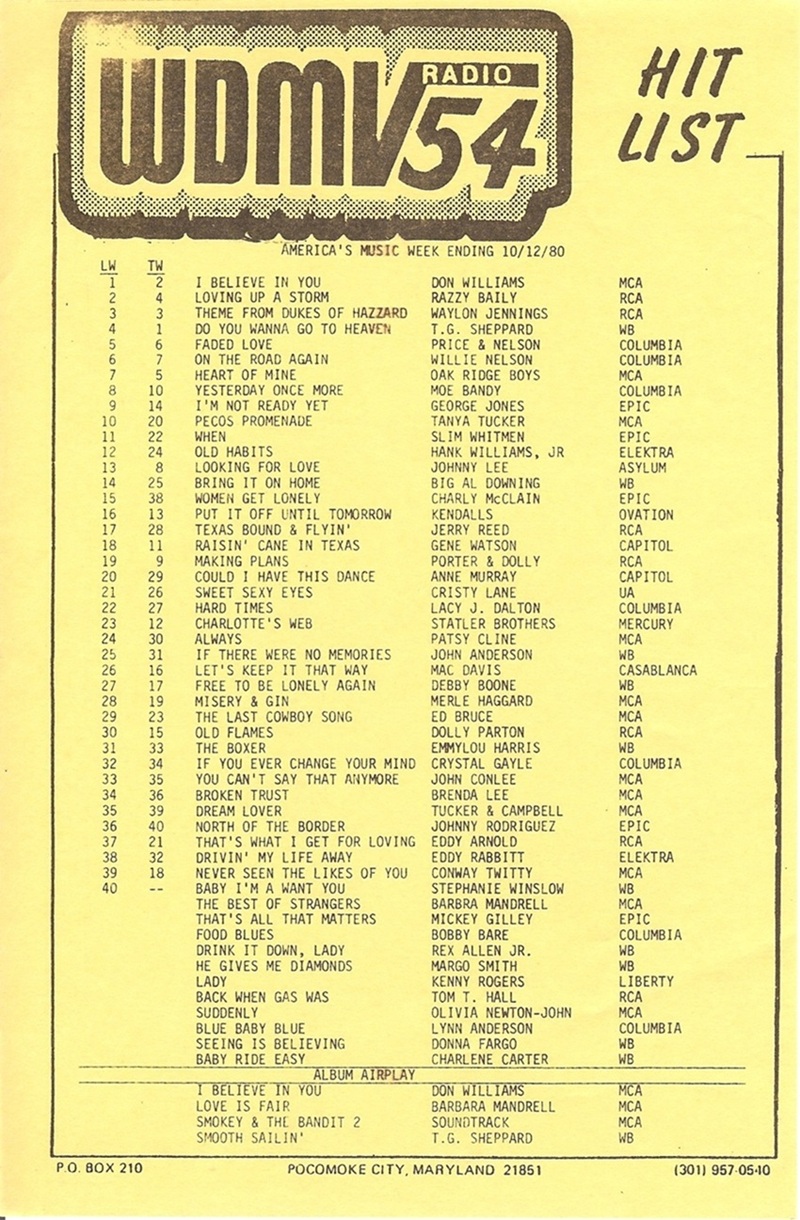 WDMV RADIO 54
HIT
LIST
AMERICA'S MUSIC WEEK ENDING 10/12/80
LW TW
1 2 I BELIEVE IN YOU DON WILLIAMS MCA
2 4 LOVING UP A STORM RAZZY BAILY RCA
3 3 THEME FROM DUKES OF HAZZARD WAYLON JENNINGS RCA
4 1 DO YOU WANNA GO TO HEAVEN T.G. SHEPPARD WB
5 6 FADED LOVE PRICE & NELSON COLUMBIA
6 7 ON THE ROAD AGAIN WILLIE NELSON COLUMBIA
7 5 HEART OF MINE OAK RIDGE BOYS MCA
8 10 YESTERDAY ONCE MORE MOE BANDY COLUMBIA
9 14 I'M NOT READY YET GEORGE JONES EPIC
10 20 PECOS PROMENADE TANYA TUCKER MCA
11 22 WHEN SLIM WHITMEN EPIC
12 24 OLD HABITS HANK WILLIAMS, JR ELEKTRA
13 8 LOOKING FOR LOVE JOHNNY LEE ASYLUM
14 25 BRING IT ON HOME BIG AL DOWNING WB
15 38 WOMEN GET LONELY CHARLY McCLAIN EPIC
16 13 PUT IT OFF UNTIL TOMORROW KENDALLS OVATION
17 28 TEXAS BOUND & FLYIN' JERRY REED RCA
18 11 RAISIN' CANE IN TEXAS GENE WATSON CAPITOL
19 9 MAKING PLANS PORTER & DOLLY RCA
20 29 COULD I HAVE THIS DANCE ANNE MURRAY CAPITOL
21 26 SWEET SEXY EYES CRISTY LANE UA
22 27 HARD TIMES LACY J. DALTON COLUMBIA
23 12 CHARLOTTE'S WEB STATLER BROTHERS MERCURY
24 30 ALWAYS PATSY CLINE MCA
25 31 IF THERE WERE NO MEMORIES JOHN ANDERSON WB
26 16 LET'S KEEP IT THAT WAY MAC DAVIS CASABLANCA
27 17 FREE TO BE LONELY AGAIN DEBBY BOONE WB
28 19 MISERY & GIN MERLE HAGGARD MCA
29 23 THE LAST COWBOY SONG ED BRUCE MCA
30 15 OLD FLAMES DOLLY PARTON RCA
31 33 THE BOXER EMMYLOU HARRIS WB
32 34 IF YOU EVER CHANGE YOUR MIND CRYSTAL GAYLE COLUMBIA
33 35 YOU CAN'T SAY THAT ANYMORE JOHN CONLEE MCA
34 36 BROKEN TRUST BRENDA LEE MCA
35 39 DREAM LOVER TUCKER & CAMPBELL MCA
36 40 NORTH OF THE BORDER JOHNNY RODRIGUEZ EPIC
37 21 THAT'S WHAT I GET FOR LOVING EDDY ARNOLD RCA
38 32 DRIVIN' MY LIFE AWAY EDDY RABBITT ELEKTRA
39 18 NEVER SEEN THE LIKES OF YOU CONWAY TWITTY MCA
40 -- BABY I'M A WANT YOU STEPHANIE WINSLOW WB
THE BEST OF STRANGERS BARBRA MANDRELL MCA
THAT'S ALL THAT MATTERS MICKEY GILLEY EPIC
FOOD BLUES BOBBY BARE COLUMBIA
DRINK IT DOWN, LADY REX ALLEN JR. WB
HE GIVES ME DIAMONDS MARGO SMITH WB
LADY KENNY ROGERS LIBERTY
BACK WHEN GAS WAS TOM T. HALL RCA
SUDDENLY OLIVIA NEWTON-JOHN MCA
BLUE BABY BLUE LYNN ANDERSON COLUMBIA
SEEING IS BELIEVING DONNA FARGO WB
BABY RIDE EASY CHARLENE CARTER WB
ALBUM AIRPLAY
I BELIEVE IN YOU DON WILLIAMS MCA
LOVE IS FAIR BARBARA MANDRELL MCA
SMOKEY & THE BANDIT 2 SOUNDTRACK MCA
SMOOTH SAILIN' T.G. SHEPPARD WB
P.O. BOX 210 POCOMOKE CITY, MARYLAND 21851 (301) 957-0510